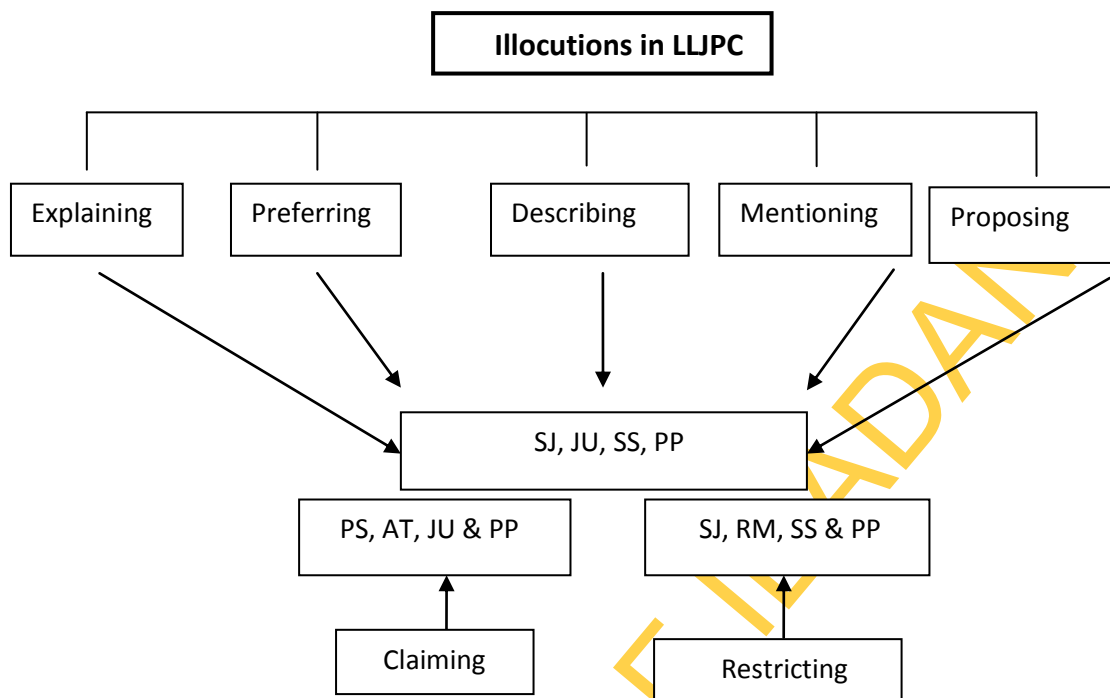 Illocutions in LLJPC
Explaining
Preferring
Describing
Mentioning
Proposing
SJ, JU, SS, PP
PS, AT, JU & PP
SJ, RM, SS & PP
Claiming
Restricting